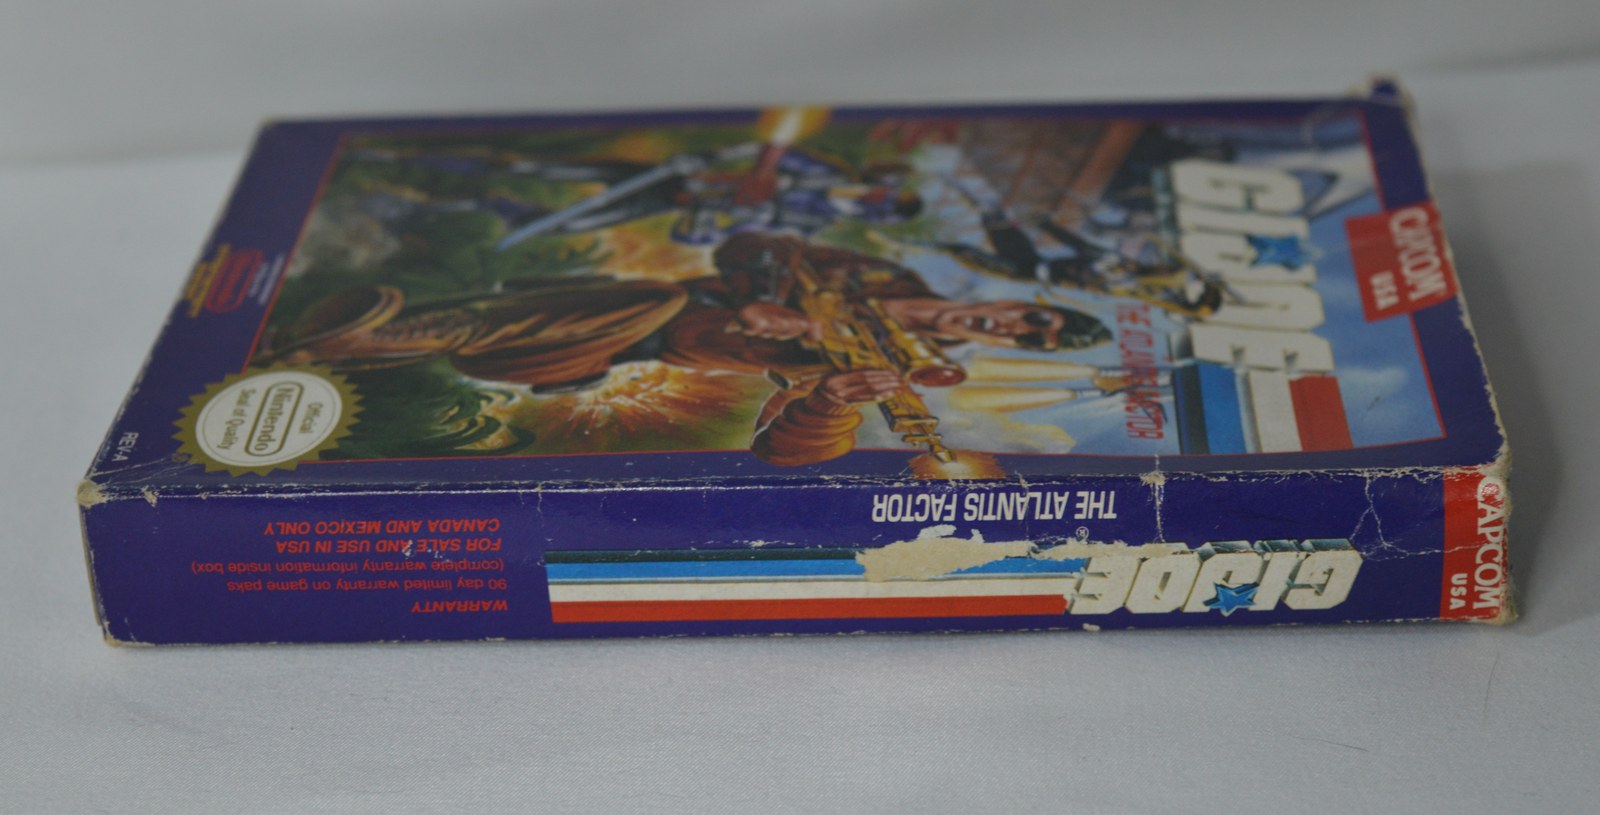 CAPCOM
USA
G.I.JOE
THE ATLANTIS FACTOR
Official
Nintendo
Seal of Quality
REV-A
CAPCOM
USA
G.I.JOE®
THE ATLANTIS FACTOR
WARRANTY
90 day limited warranty on game paks
(complete warranty information inside box)
FOR SALE AND USE IN USA
CANADA AND MEXICO ONLY